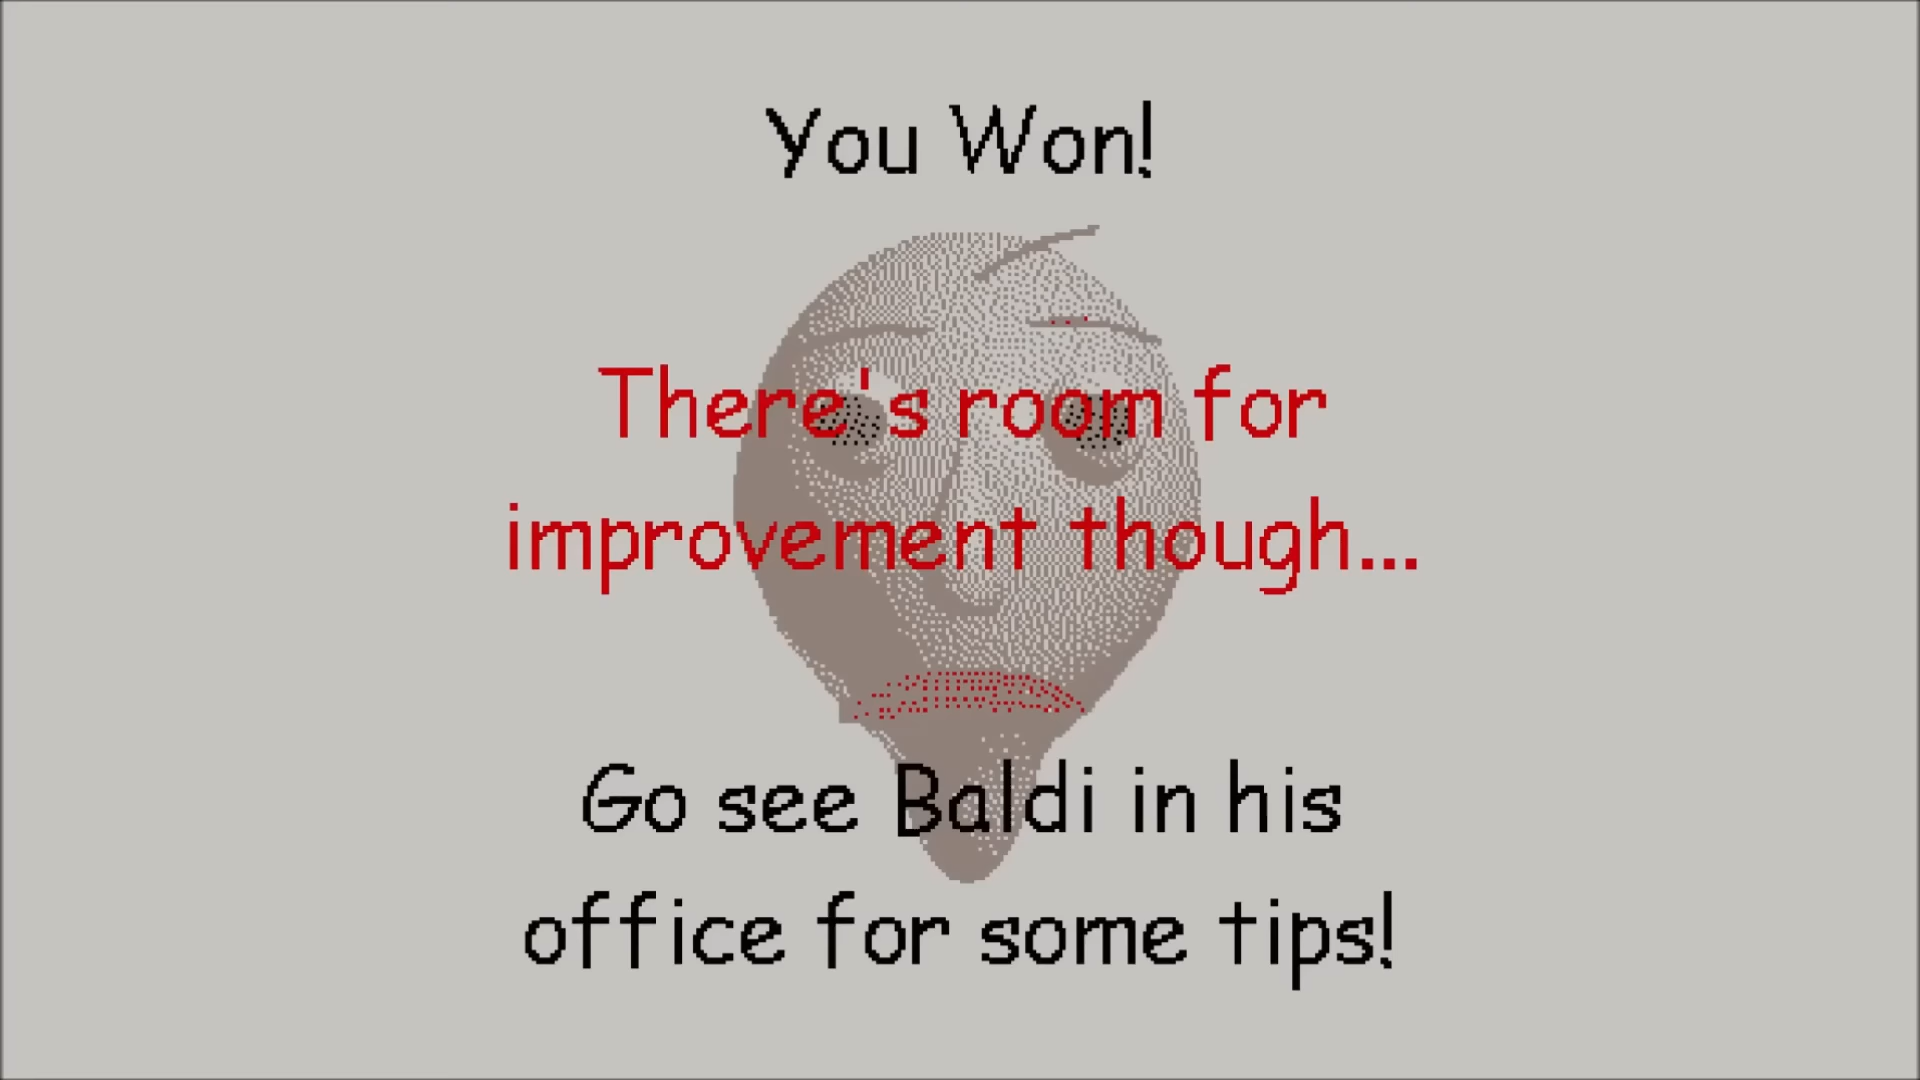 You Won!
There's room for
improvement though...
Go see Baldi in his
office for some tips!